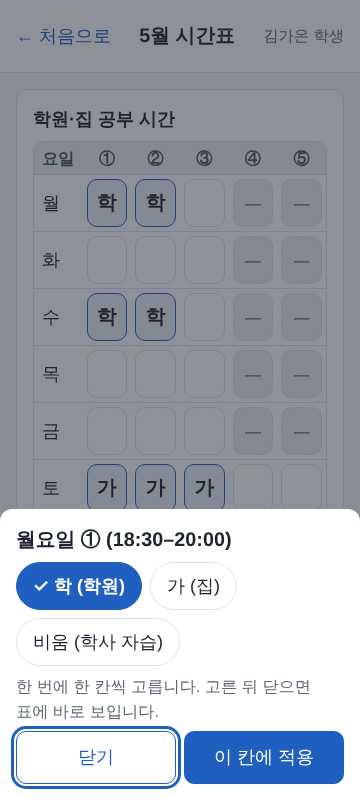 ← 처음으로 5월 시간표 김가온 학생
학원·집 공부 시간
요일 ① ② ③ ④ ⑤
월 학 학 — —
화 — —
수 학 학 — —
목 — —
금 — —
토 가 가 가
월요일 ① (18:30–20:00)
✓ 학 (학원) 가 (집)
비움 (학사 자습)
한 번에 한 칸씩 고릅니다. 고른 뒤 닫으면
표에 바로 보입니다.
닫기 이 칸에 적용